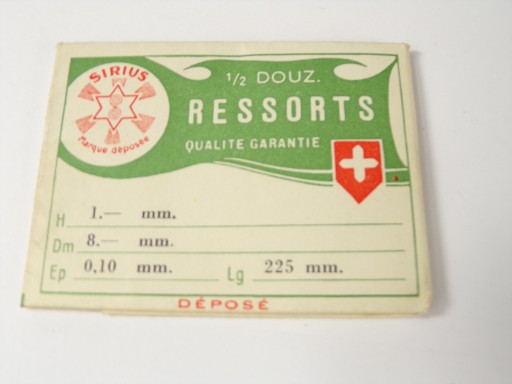 SIRIUS
Marque déposée
1/2 DOUZ.
RESSORTS
QUALITE GARANTIE
H 1.— mm.
Dm 8.— mm.
Ep 0,10 mm. Lg 225 mm.
DÉPOSÉ